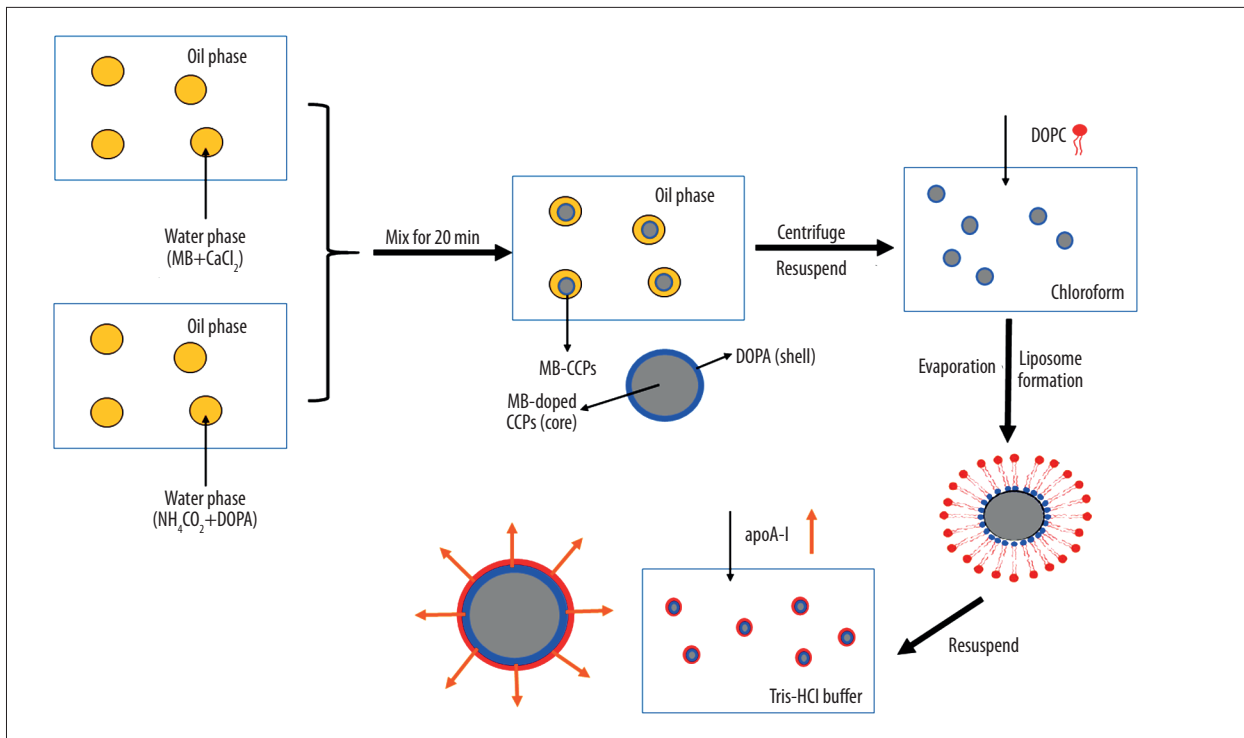 Oil phase
Water phase
(MB+CaCl₂)
Oil phase
Water phase
(NH₄CO₂+DOPA)
Mix for 20 min
Oil phase
MB-CCPs
DOPA (shell)
MB-doped
CCPs (core)
Centrifuge
Resuspend
DOPC
Chloroform
Evaporation
Liposome
formation
Resuspend
apoA-I
Tris-HCl buffer